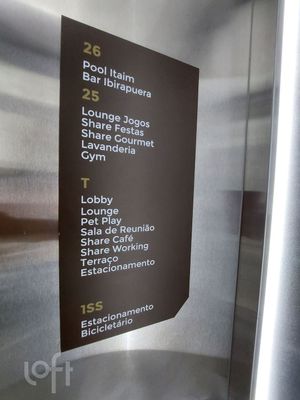 26
Pool Itaim
Bar Ibirapuera
25
Lounge Jogos
Share Festas
Share Gourmet
Lavanderia
Gym
T
Lobby
Lounge
Pet Play
Sala de Reunião
Share Café
Share Working
Terraço
Estacionamento
1SS
Estacionamento
Bicicletário
loft